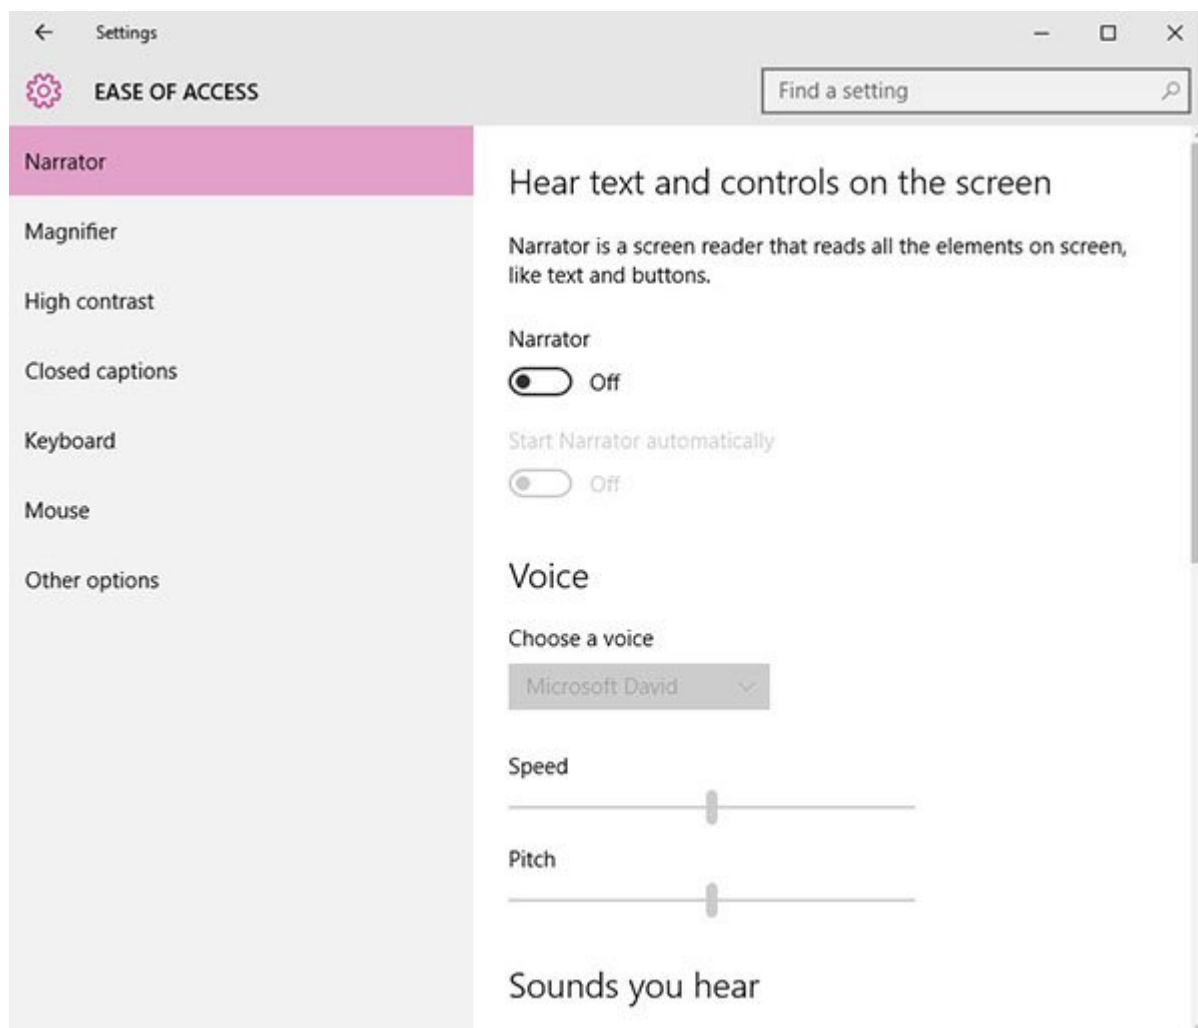 Settings
EASE OF ACCESS
Find a setting
Narrator
Magnifier
High contrast
Closed captions
Keyboard
Mouse
Other options
Hear text and controls on the screen
Narrator is a screen reader that reads all the elements on screen,
like text and buttons.
Narrator
Off
Start Narrator automatically
Off
Voice
Choose a voice
Microsoft David
Speed
Pitch
Sounds you hear